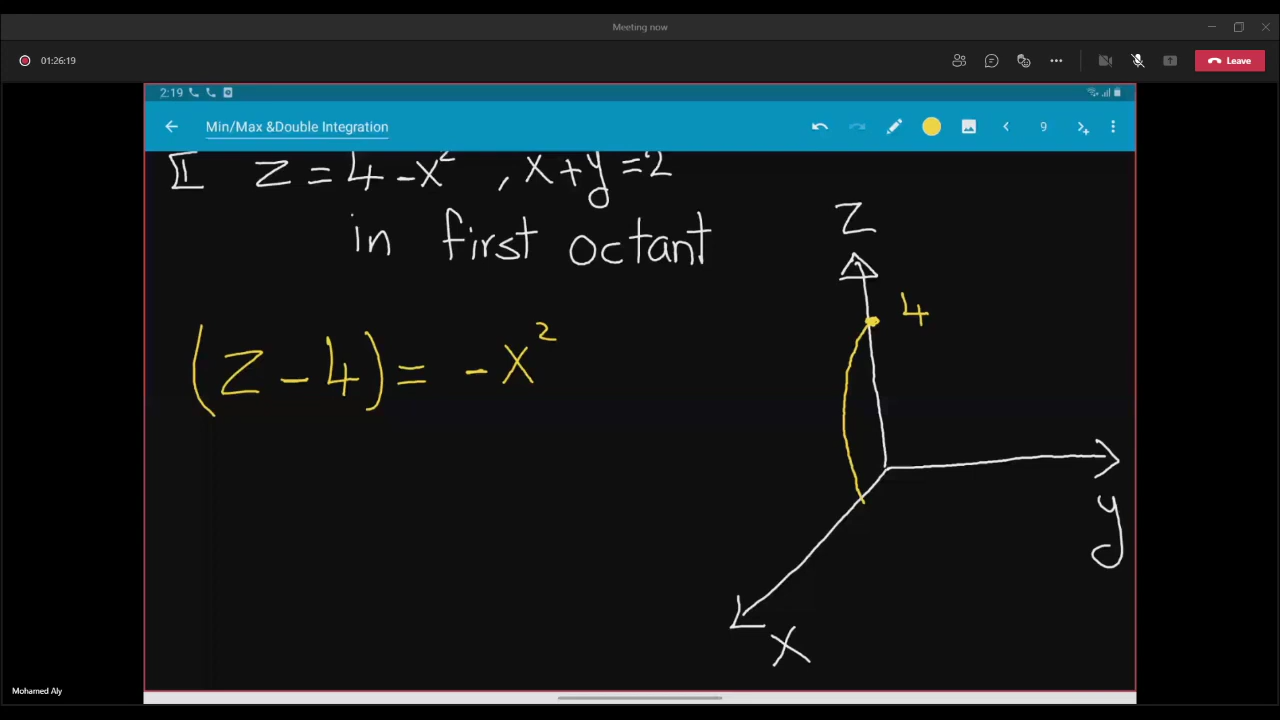 Meeting now
01:26:19
Leave
2:19
Min/Max &Double Integration
9
I z = 4 - x² , x + y = 2
in first octant
(z - 4) = - x²
z
4
y
x
Mohamed Aly